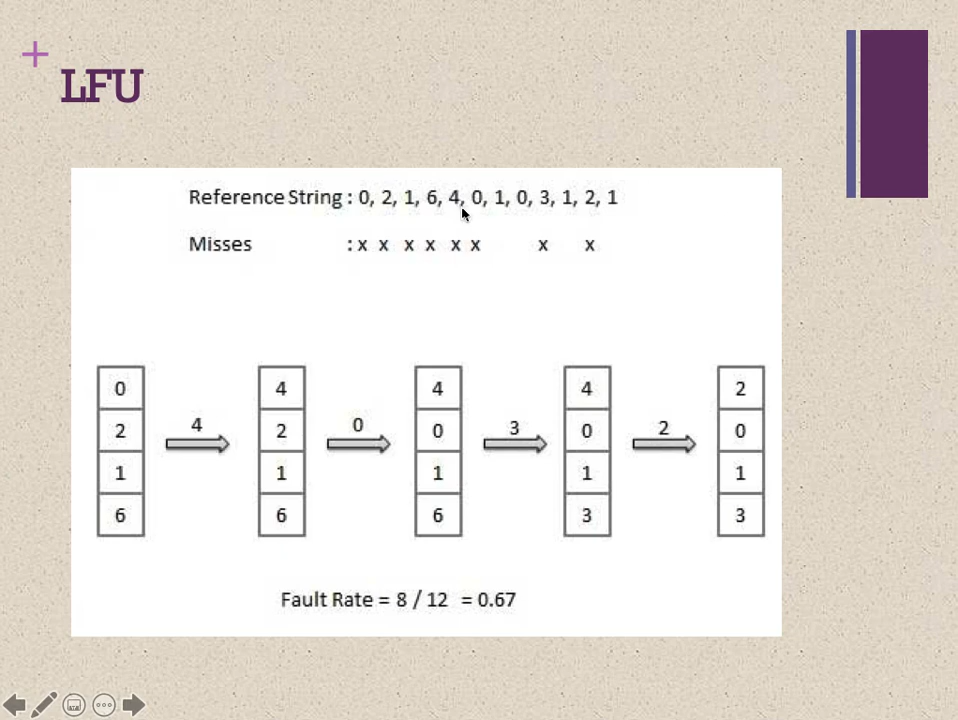 +
LFU
Reference String : 0, 2, 1, 6, 4, 0, 1, 0, 3, 1, 2, 1
Misses : x x x x x x x x
0 4 4 4 2
4 0 3 2
2 2 0 0 0
1 1 1 1 1
6 6 6 3 3
Fault Rate = 8 / 12 = 0.67